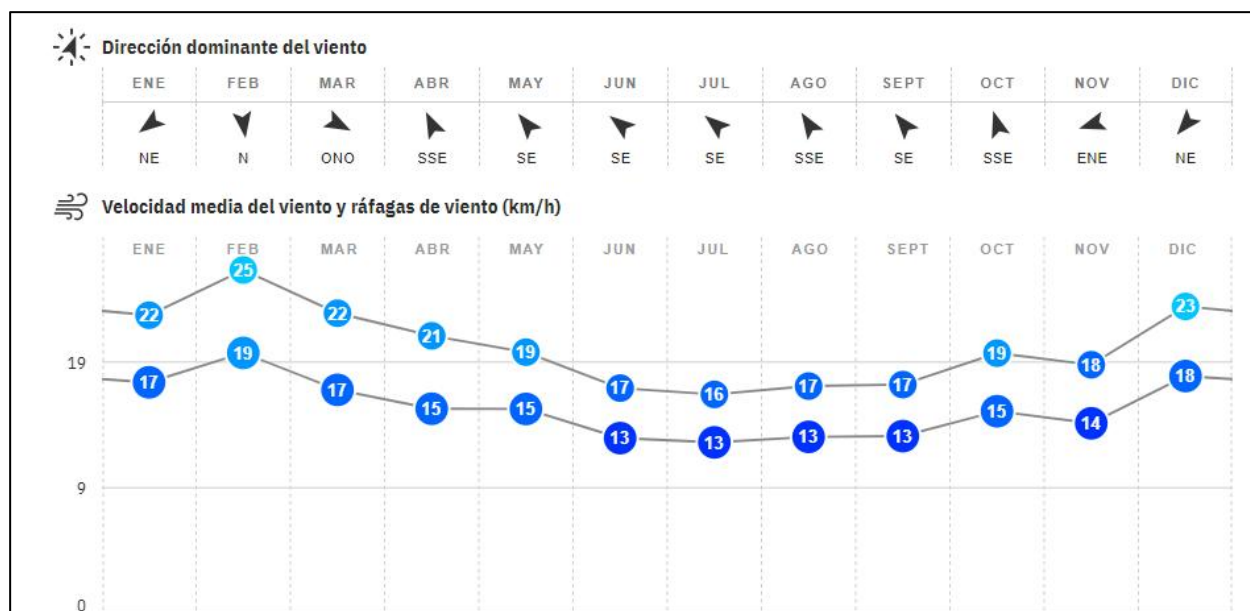 Dirección dominante del viento
ENE FEB MAR ABR MAY JUN JUL AGO SEPT OCT NOV DIC
NE N ONO SSE SE SE SE SSE SE SSE ENE NE
Velocidad media del viento y ráfagas de viento (km/h)
ENE FEB MAR ABR MAY JUN JUL AGO SEPT OCT NOV DIC
22 25 22 21 19 17 16 17 17 19 18 23
19
17 19 17 15 15 13 13 13 13 15 14 18
9
0